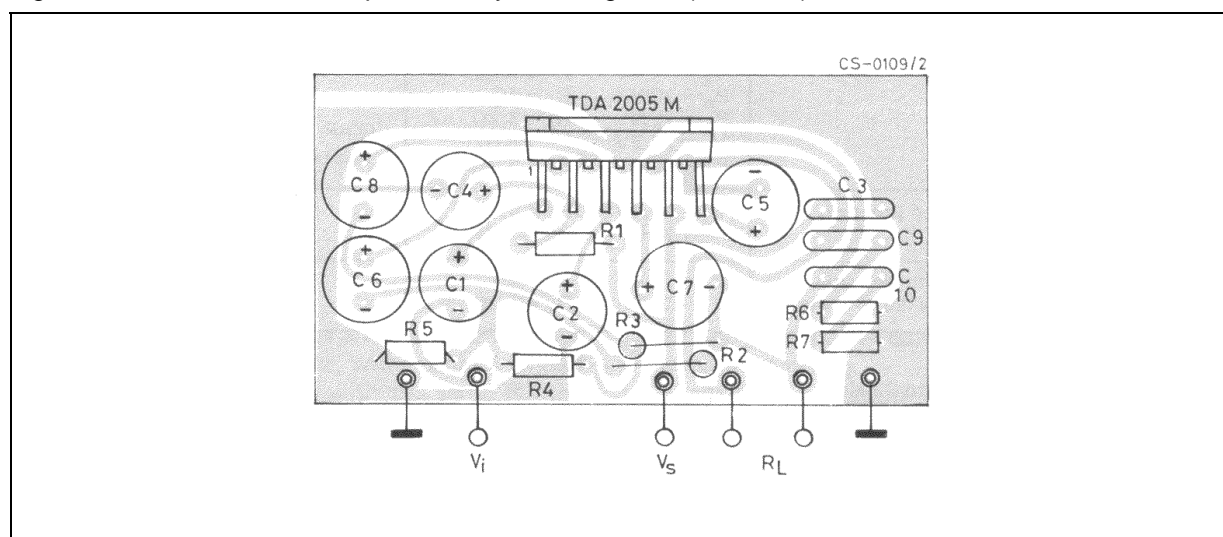 CS-0109/2
TDA 2005 M
1
+
C8
-
- C4 +
-
C5
+
C3
C9
C10
R1
+
C6
-
+
C1
-
+
C2
-
+ C7 -
R3
R2
R6
R7
R5
R4
Vi
Vs
RL